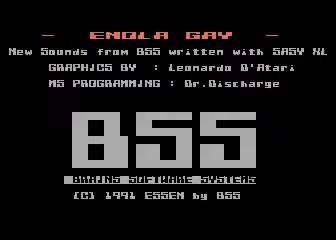 — ENOLA GAY —
New Sounds from BSS written with SASY XL
GRAPHICS BY : Leonardo D'Atari
MS PROGRAMMING : Dr.Discharge
BSS
BRAINS SOFTWARE SYSTEMS
(C) 1991 ESSEN by BSS